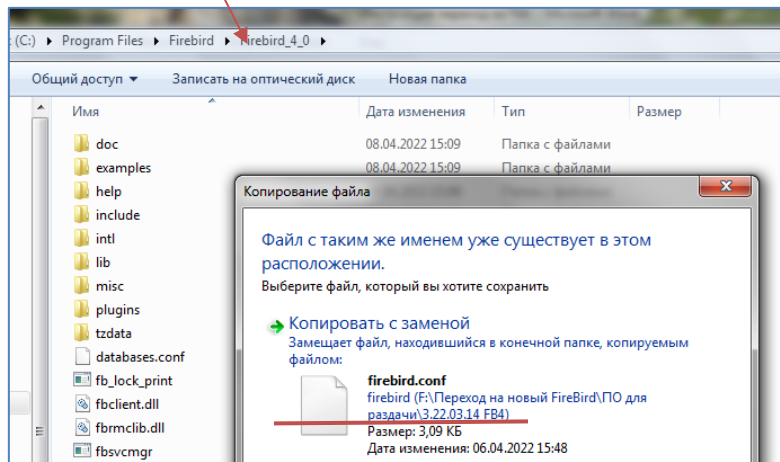 (C:) ▸ Program Files ▸ Firebird ▸ Firebird_4_0 ▸
Общий доступ ▼ Записать на оптический диск Новая папка
Имя Дата изменения Тип Размер
doc 08.04.2022 15:09 Папка с файлами
examples 08.04.2022 15:09 Папка с файлами
help
include
intl
lib
misc
plugins
tzdata
databases.conf
fb_lock_print
fbclient.dll
fbrmclib.dll
fbsvcmgr
Копирование файла
Файл с таким же именем уже существует в этом
расположении.
Выберите файл, который вы хотите сохранить
Копировать с заменой
Замещает файл, находившийся в конечной папке, копируемым
файлом:
firebird.conf
firebird (F:\Переход на новый FireBird\ПО для
раздачи\3.22.03.14 FB4)
Размер: 3,09 КБ
Дата изменения: 06.04.2022 15:48